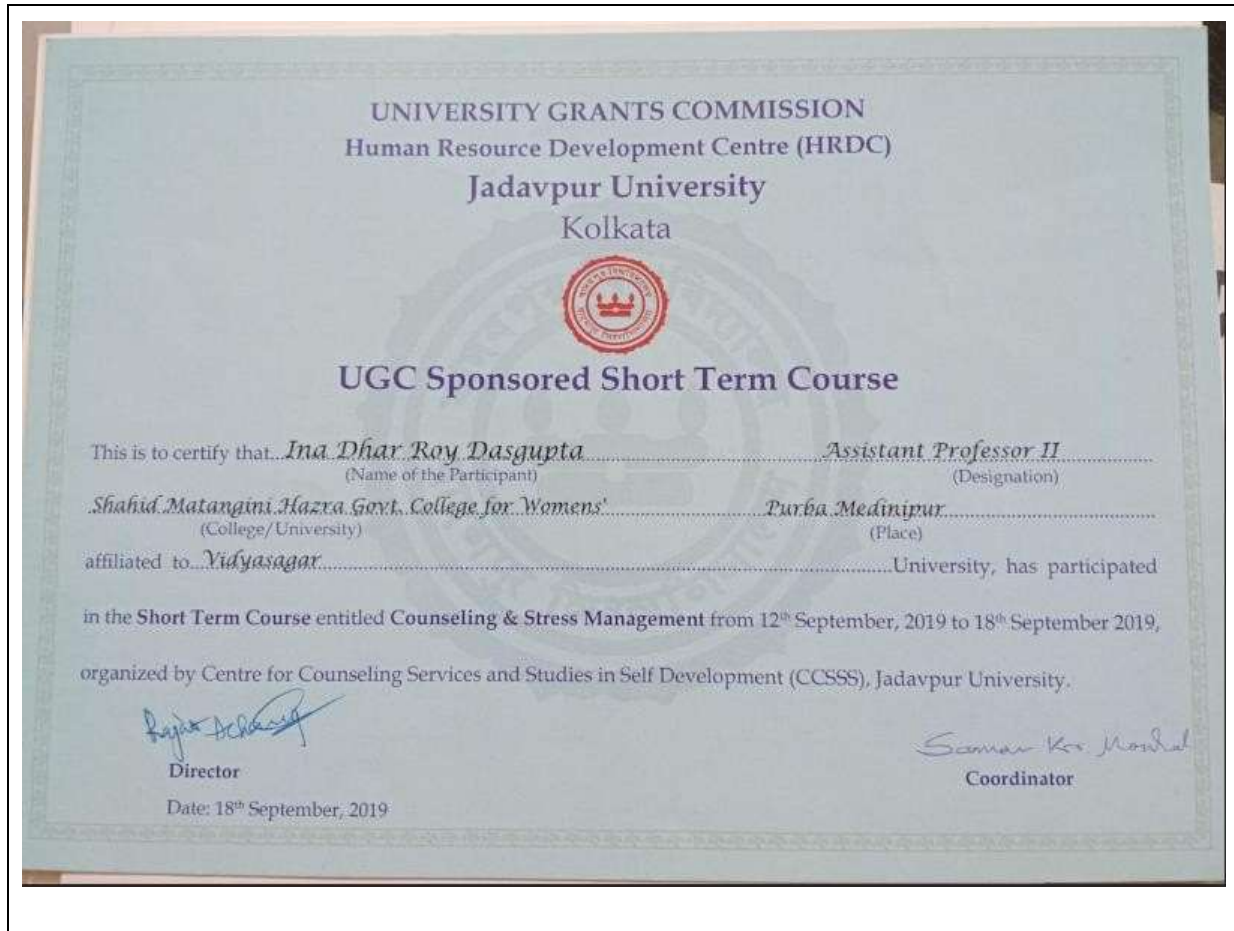 UNIVERSITY GRANTS COMMISSION
Human Resource Development Centre (HRDC)
Jadavpur University
Kolkata
UGC Sponsored Short Term Course
This is to certify that...Ina Dhar Roy Dasgupta Assistant Professor II
(Name of the Participant) (Designation)
Shahid Matangini Hazra Govt. College for Womens' Purba Medinipur
(College/University) (Place)
affiliated to...Vidyasagar...University, has participated
in the Short Term Course entitled Counseling & Stress Management from 12th September, 2019 to 18th September 2019,
organized by Centre for Counseling Services and Studies in Self Development (CCSSS), Jadavpur University.
Director
Coordinator
Date: 18th September, 2019